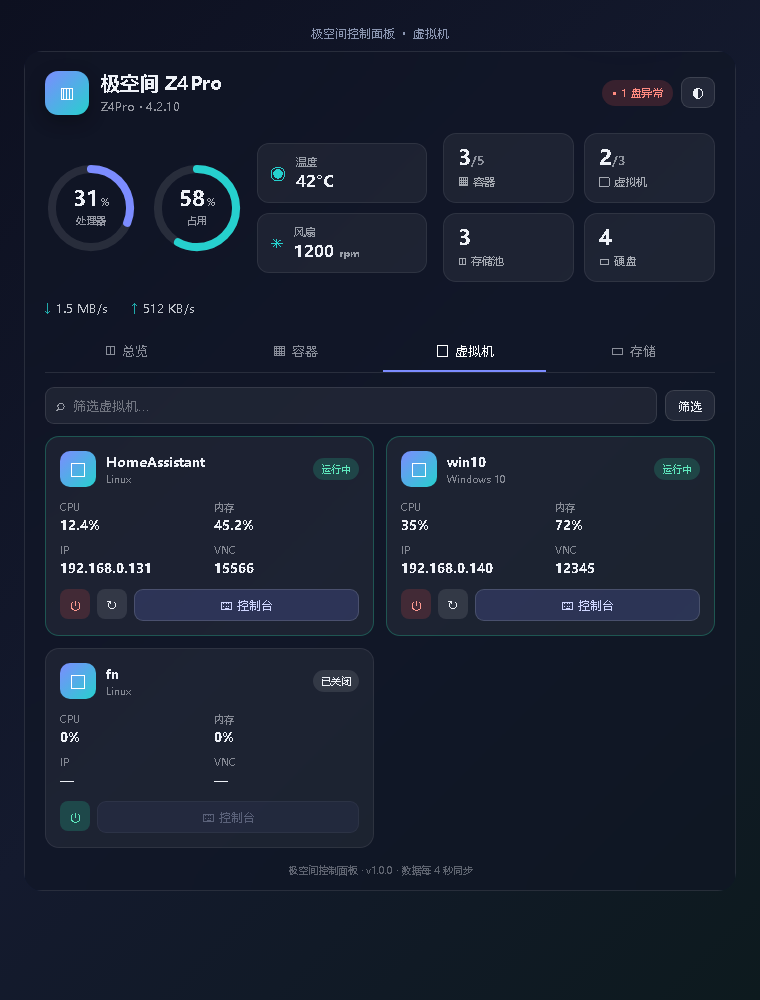 极空间控制面板 • 虚拟机
极空间 Z4Pro
Z4Pro · 4.2.10
• 1 盘异常
31 %
处理器
58 %
占用
温度
42°C
风扇
1200 rpm
3/5
容器
2/3
虚拟机
3
存储池
4
硬盘
↓ 1.5 MB/s ↑ 512 KB/s
总览 容器 虚拟机 存储
筛选虚拟机...
筛选
HomeAssistant
Linux
运行中
CPU 内存
12.4% 45.2%
IP VNC
192.168.0.131 15566
控制台
win10
Windows 10
运行中
CPU 内存
35% 72%
IP VNC
192.168.0.140 12345
控制台
fn
Linux
已关闭
CPU 内存
0% 0%
IP VNC
— —
控制台
极空间控制面板 · v1.0.0 · 数据每 4 秒同步